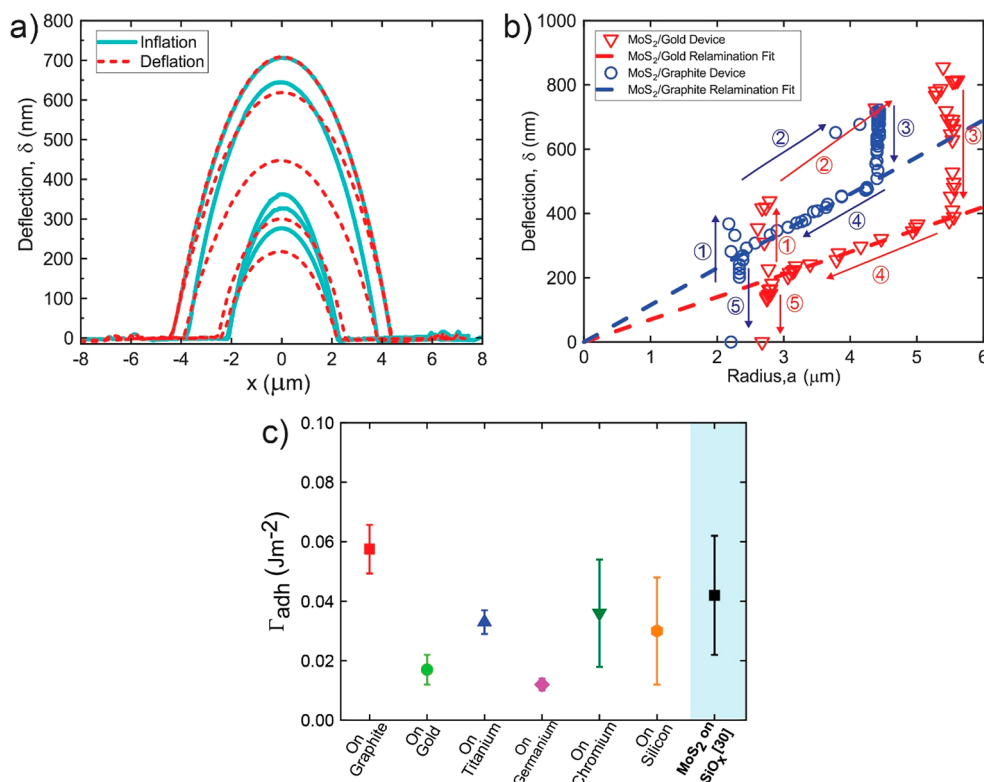 a)
Inflation
Deflation
Deflection, δ (nm)
800
700
600
500
400
300
200
100
0
-8 -6 -4 -2 0 2 4 6 8
x (μm)
b)
MoS₂/Gold Device
MoS₂/Gold Relamination Fit
MoS₂/Graphite Device
MoS₂/Graphite Relamination Fit
Deflection, δ (nm)
1000
800
600
400
200
0
① ② ③ ④ ⑤
① ② ③ ④ ⑤
0 1 2 3 4 5 6
Radius,a (μm)
c)
Γadh (Jm⁻²)
0.10
0.08
0.06
0.04
0.02
0.00
On
Graphite
On
Gold
On
Titanium
On
Germanium
On
Chromium
On
Silicon
MoS₂ on
SiOₓ[30]